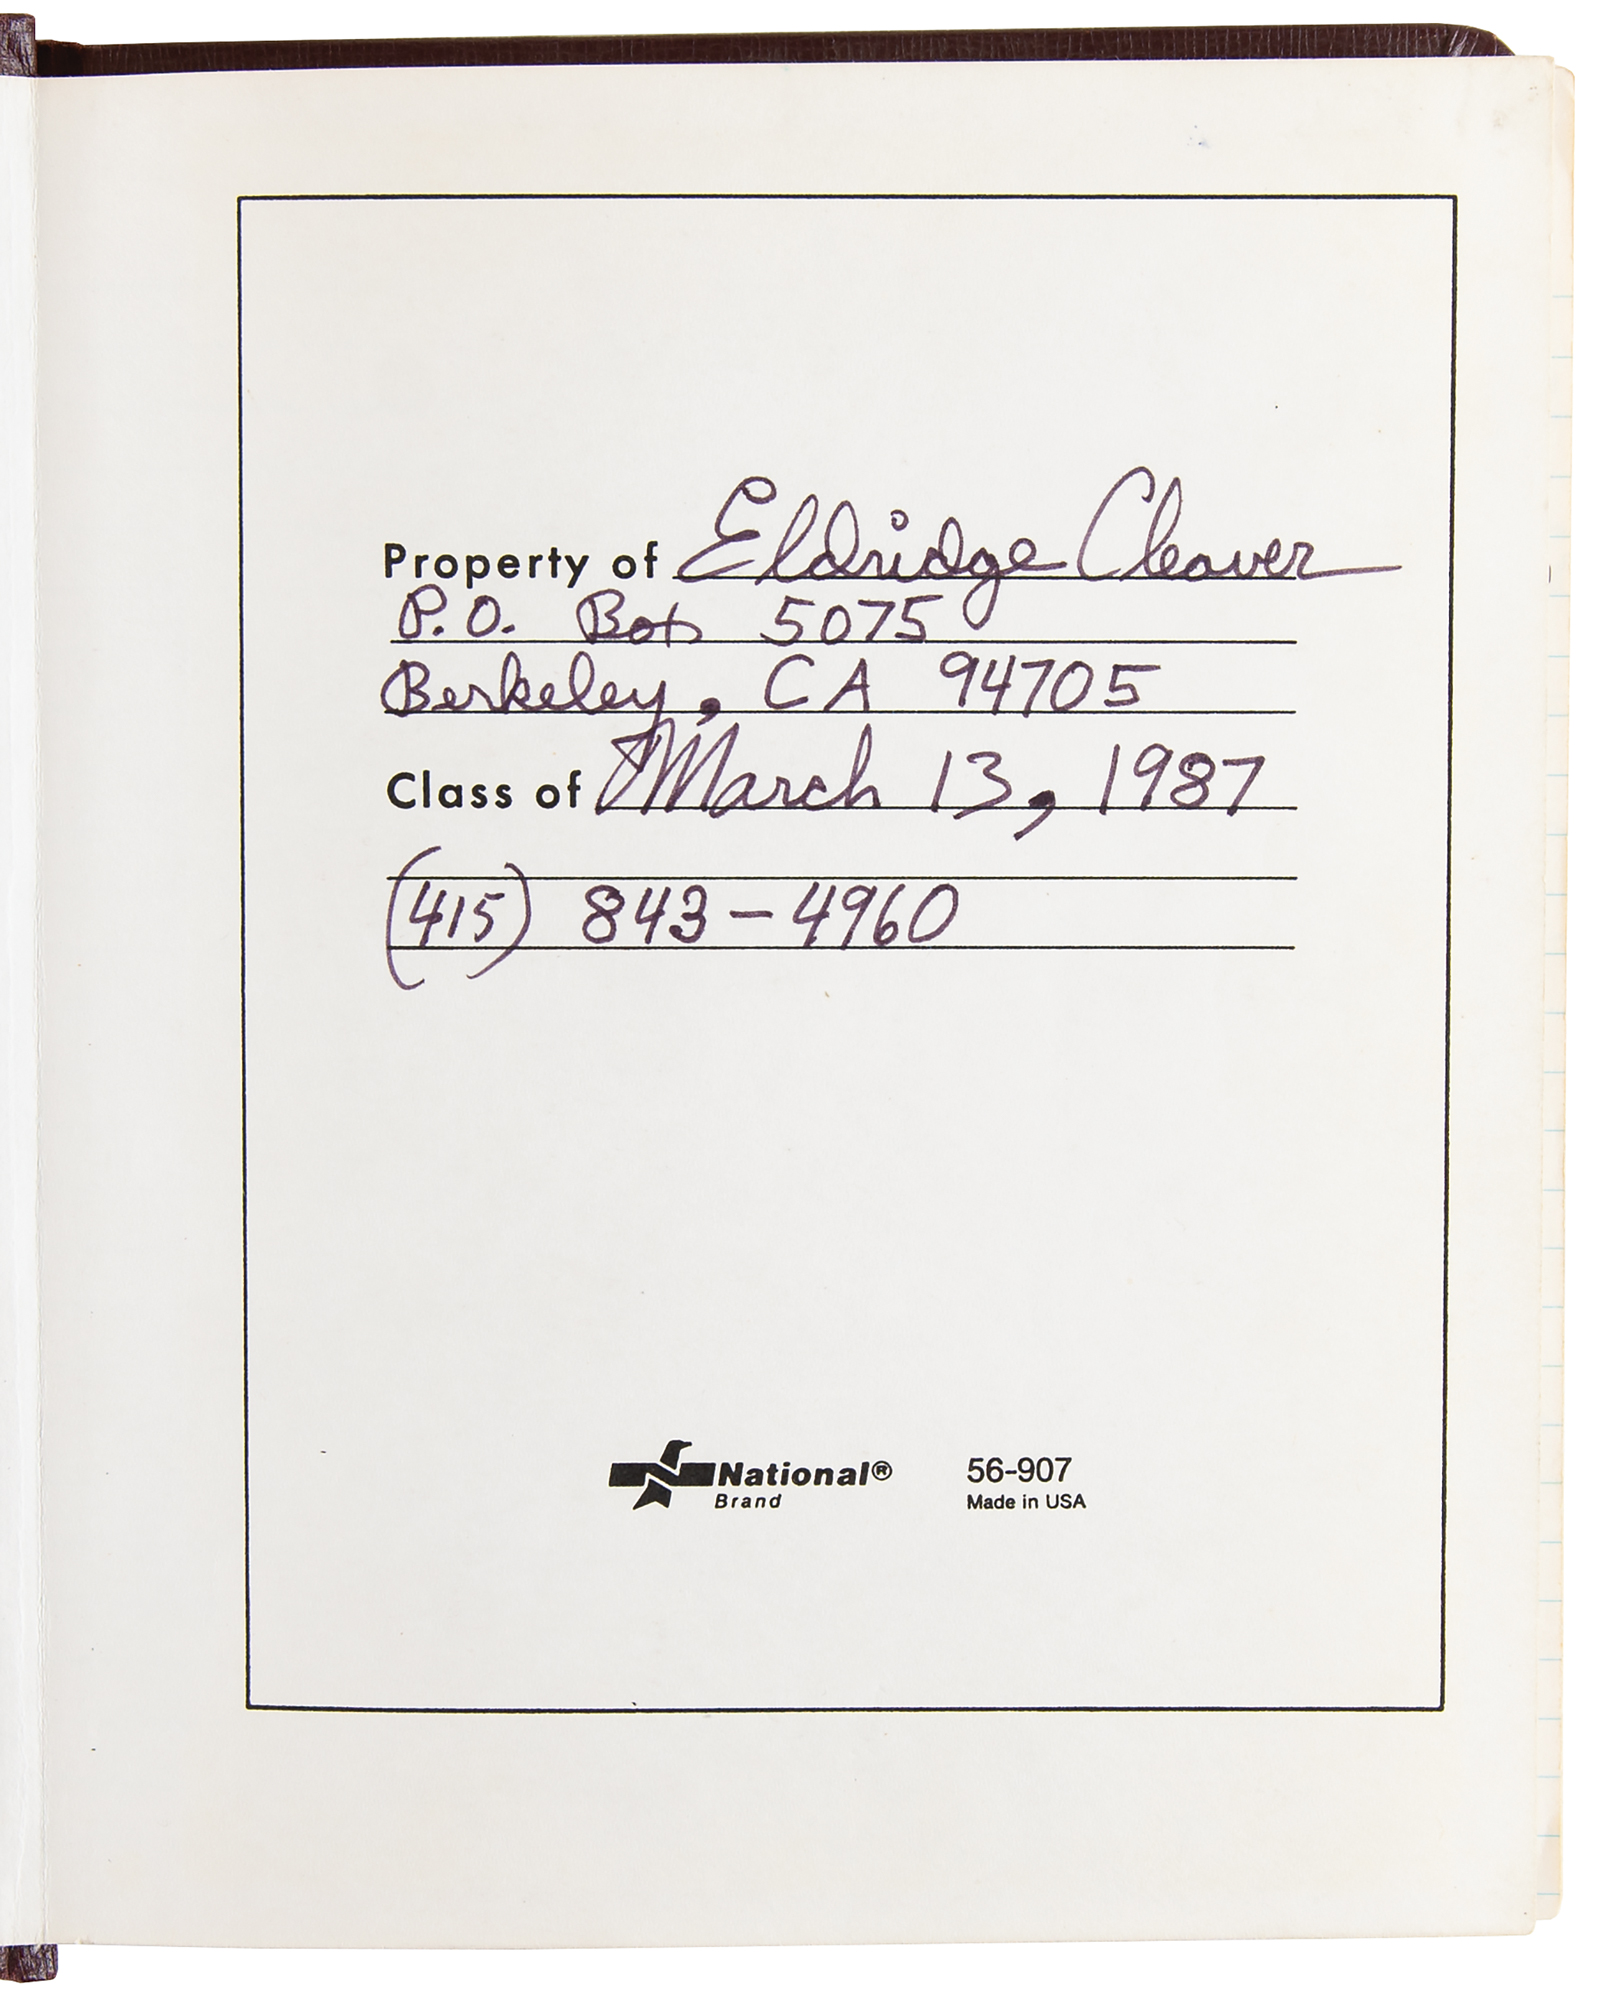 Property of Eldridge Cleaver
P.O. Box 5075
Berkeley, CA 94705
Class of March 13, 1987
(415) 843-4960
National® 56-907
Brand Made in USA